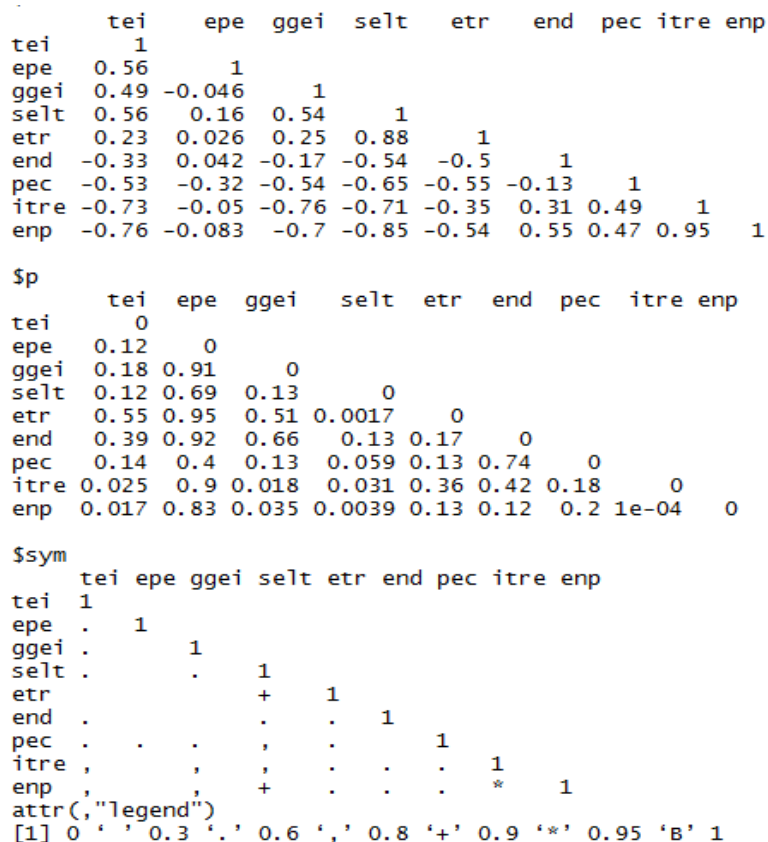 tei epe ggei selt etr end pec itre enp
tei 1
epe 0.56 1
ggei 0.49 -0.046 1
selt 0.56 0.16 0.54 1
etr 0.23 0.026 0.25 0.88 1
end -0.33 0.042 -0.17 -0.54 -0.5 1
pec -0.53 -0.32 -0.54 -0.65 -0.55 -0.13 1
itre -0.73 -0.05 -0.76 -0.71 -0.35 0.31 0.49 1
enp -0.76 -0.083 -0.7 -0.85 -0.54 0.55 0.47 0.95 1
$p
tei epe ggei selt etr end pec itre enp
tei 0
epe 0.12 0
ggei 0.18 0.91 0
selt 0.12 0.69 0.13 0
etr 0.55 0.95 0.51 0.0017 0
end 0.39 0.92 0.66 0.13 0.17 0
pec 0.14 0.4 0.13 0.059 0.13 0.74 0
itre 0.025 0.9 0.018 0.031 0.36 0.42 0.18 0
enp 0.017 0.83 0.035 0.0039 0.13 0.12 0.2 1e-04 0
$sym
tei epe ggei selt etr end pec itre enp
tei 1
epe . 1
ggei . 1
selt . . 1
etr + 1
end . . . 1
pec . . . , . 1
itre , , , . . . 1
enp , , + . . . * 1
attr(,"legend")
[1] 0 ‘ ’ 0.3 ‘.’ 0.6 ‘,’ 0.8 ‘+’ 0.9 ‘*’ 0.95 ‘B’ 1